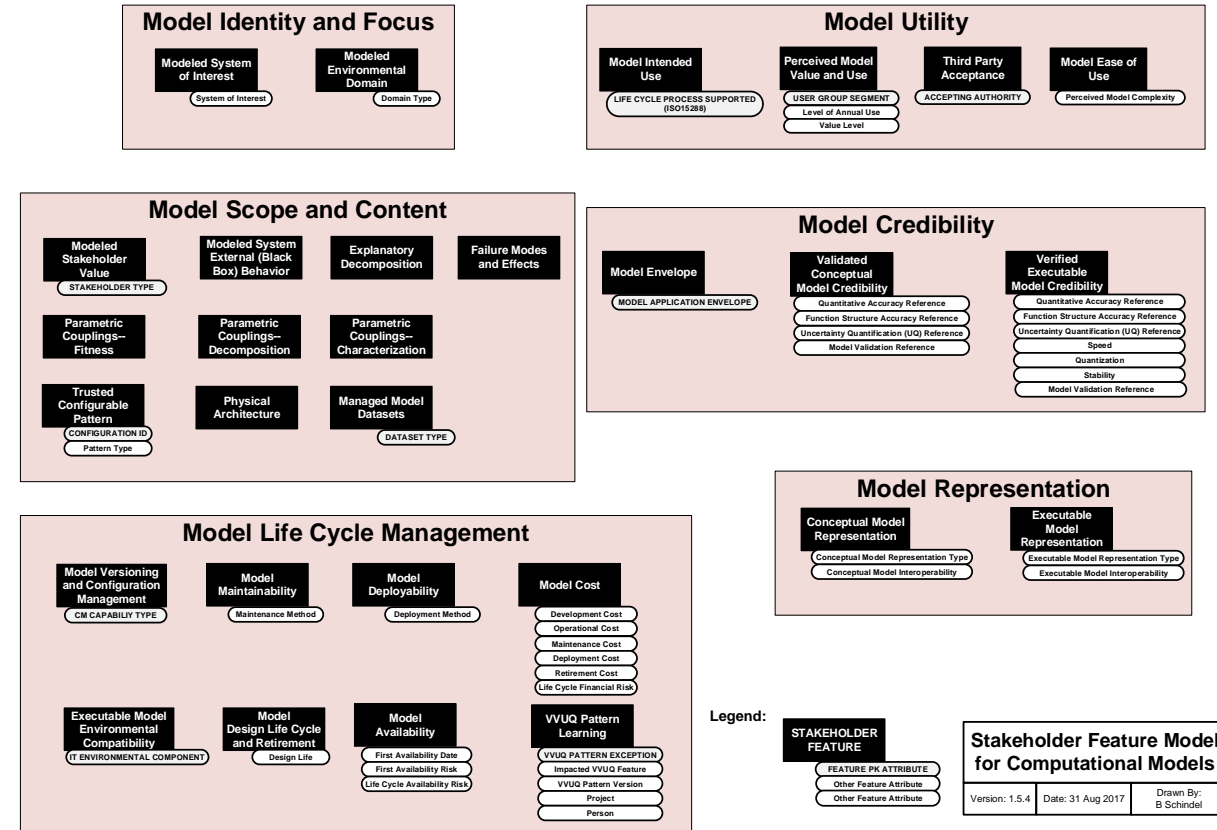 Model Identity and Focus
Modeled System
of Interest
System of Interest
Modeled
Environmental
Domain
Domain Type
Model Utility
Model Intended
Use
LIFE CYCLE PROCESS SUPPORTED
(ISO15288)
Perceived Model
Value and Use
USER GROUP SEGMENT
Level of Annual Use
Value Level
Third Party
Acceptance
ACCEPTING AUTHORITY
Model Ease of
Use
Perceived Model Complexity
Model Scope and Content
Modeled
Stakeholder
Value
STAKEHOLDER TYPE
Modeled System
External (Black
Box) Behavior
Explanatory
Decomposition
Failure Modes
and Effects
Parametric
Couplings--
Fitness
Parametric
Couplings--
Decomposition
Parametric
Couplings--
Characterization
Trusted
Configurable
Pattern
CONFIGURATION ID
Pattern Type
Physical
Architecture
Managed Model
Datasets
DATASET TYPE
Model Credibility
Model Envelope
MODEL APPLICATION ENVELOPE
Validated
Conceptual
Model Credibility
Quantitative Accuracy Reference
Function Structure Accuracy Reference
Uncertainty Quantification (UQ) Reference
Model Validation Reference
Verified
Executable
Model Credibility
Quantitative Accuracy Reference
Function Structure Accuracy Reference
Uncertainty Quantification (UQ) Reference
Speed
Quantization
Stability
Model Validation Reference
Model Representation
Conceptual Model
Representation
Conceptual Model Representation Type
Conceptual Model Interoperability
Executable
Model
Representation
Executable Model Representation Type
Executable Model Interoperability
Model Life Cycle Management
Model Versioning
and Configuration
Management
CM CAPABILIY TYPE
Model
Maintainability
Maintenance Method
Model
Deployability
Deployment Method
Model Cost
Development Cost
Operational Cost
Maintenance Cost
Deployment Cost
Retirement Cost
Life Cycle Financial Risk
Executable Model
Environmental
Compatibility
IT ENVIRONMENTAL COMPONENT
Model
Design Life Cycle
and Retirement
Design Life
Model
Availability
First Availability Date
First Availability Risk
Life Cycle Availability Risk
VVUQ Pattern
Learning
VVUQ PATTERN EXCEPTION
Impacted VVUQ Feature
VVUQ Pattern Version
Project
Person
Legend:
STAKEHOLDER
FEATURE
FEATURE PK ATTRIBUTE
Other Feature Attribute
Other Feature Attribute
Stakeholder Feature Model
for Computational Models
Version: 1.5.4
Date: 31 Aug 2017
Drawn By:
B Schindel